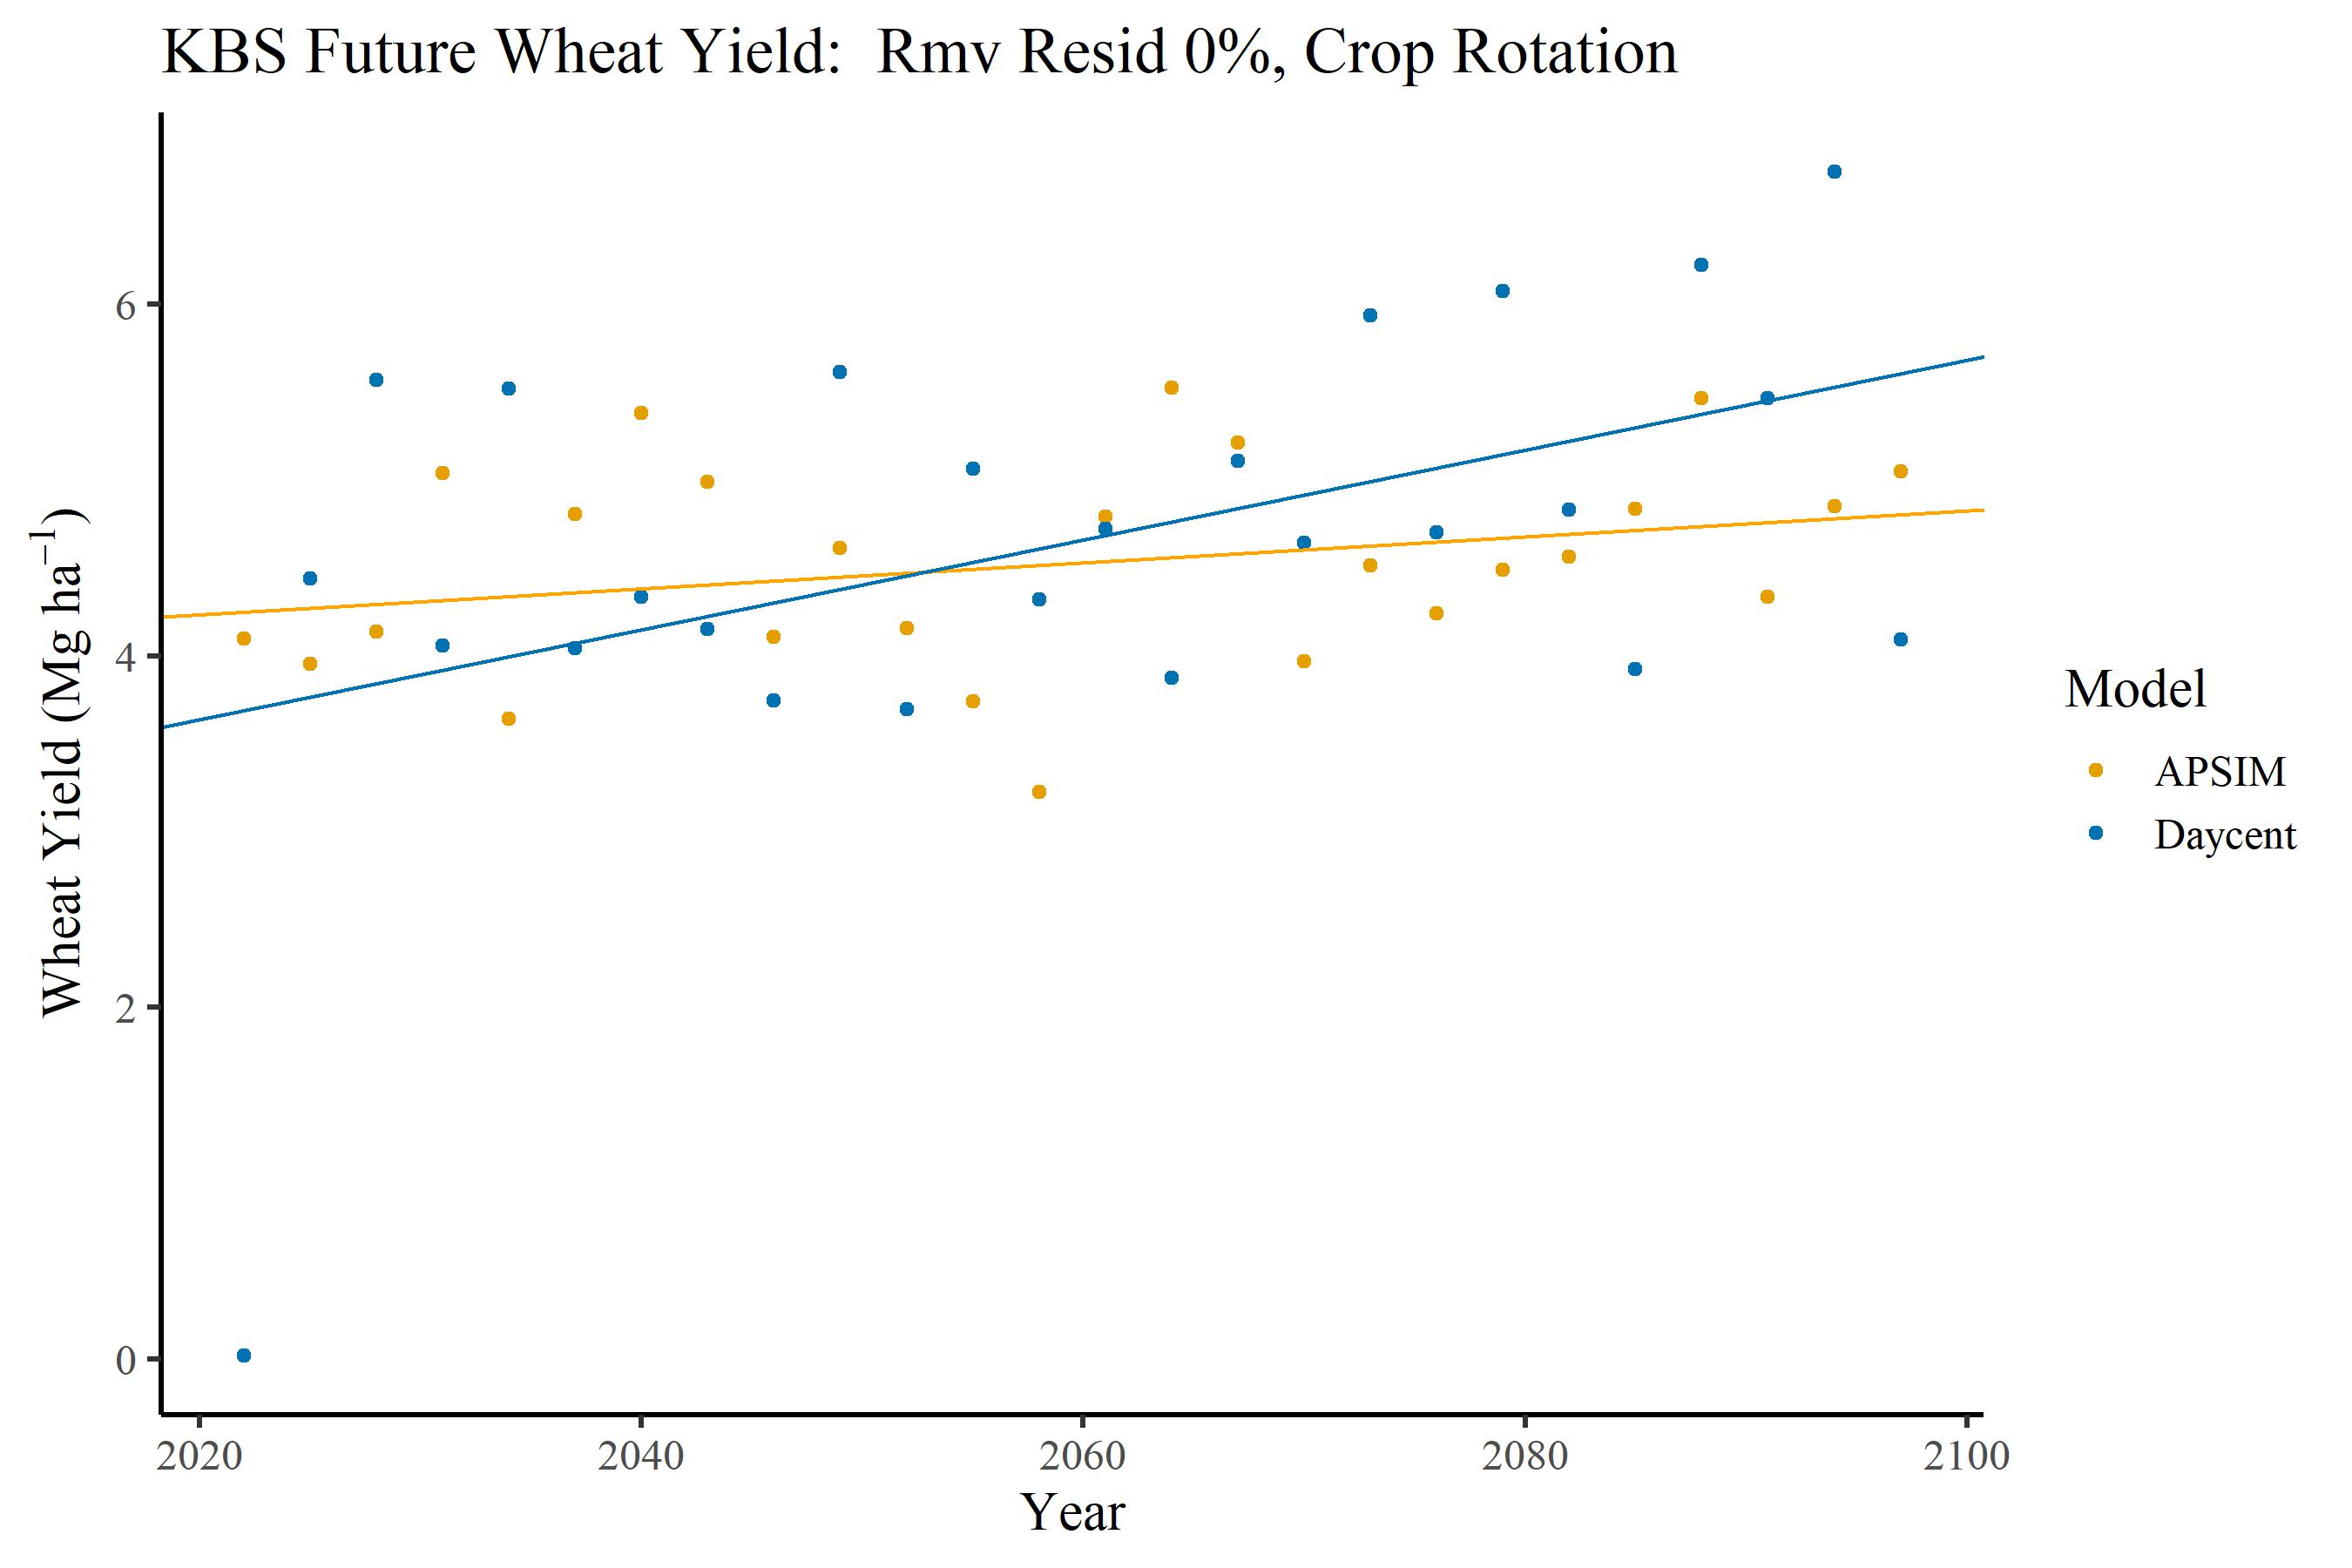 KBS Future Wheat Yield:  Rmv Resid 0%, Crop Rotation
Wheat Yield (Mg ha⁻¹)
6
4
2
0
2020 2040 2060 2080 2100
Year
Model
APSIM
Daycent